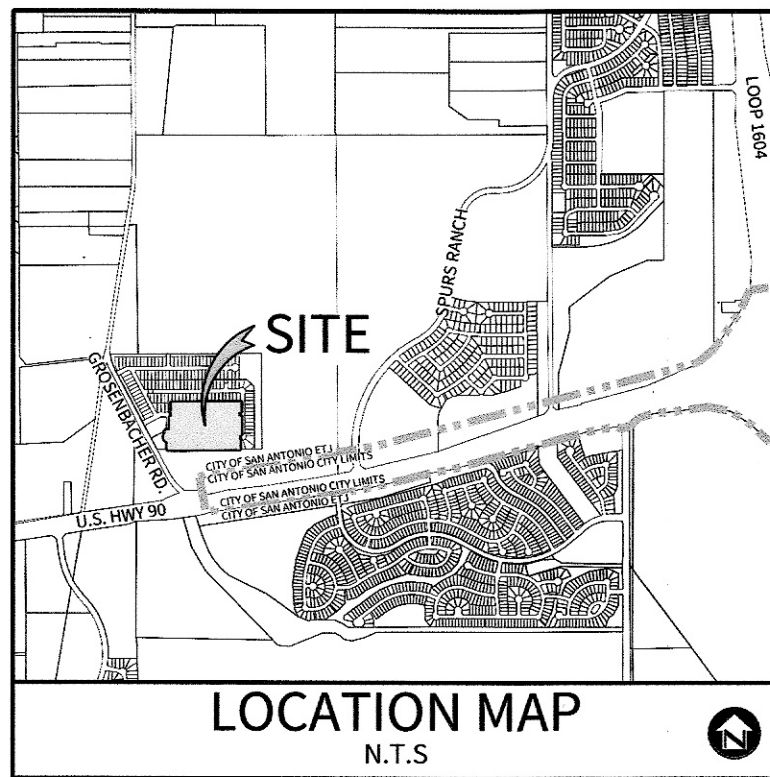 LOOP 1604
SPURS RANCH
SITE
GROSENBACHER RD.
CITY OF SAN ANTONIO ETJ
CITY OF SAN ANTONIO CITY LIMITS
CITY OF SAN ANTONIO CITY LIMITS
CITY OF SAN ANTONIO ETJ
U.S. HWY 90
LOCATION MAP
N.T.S
N